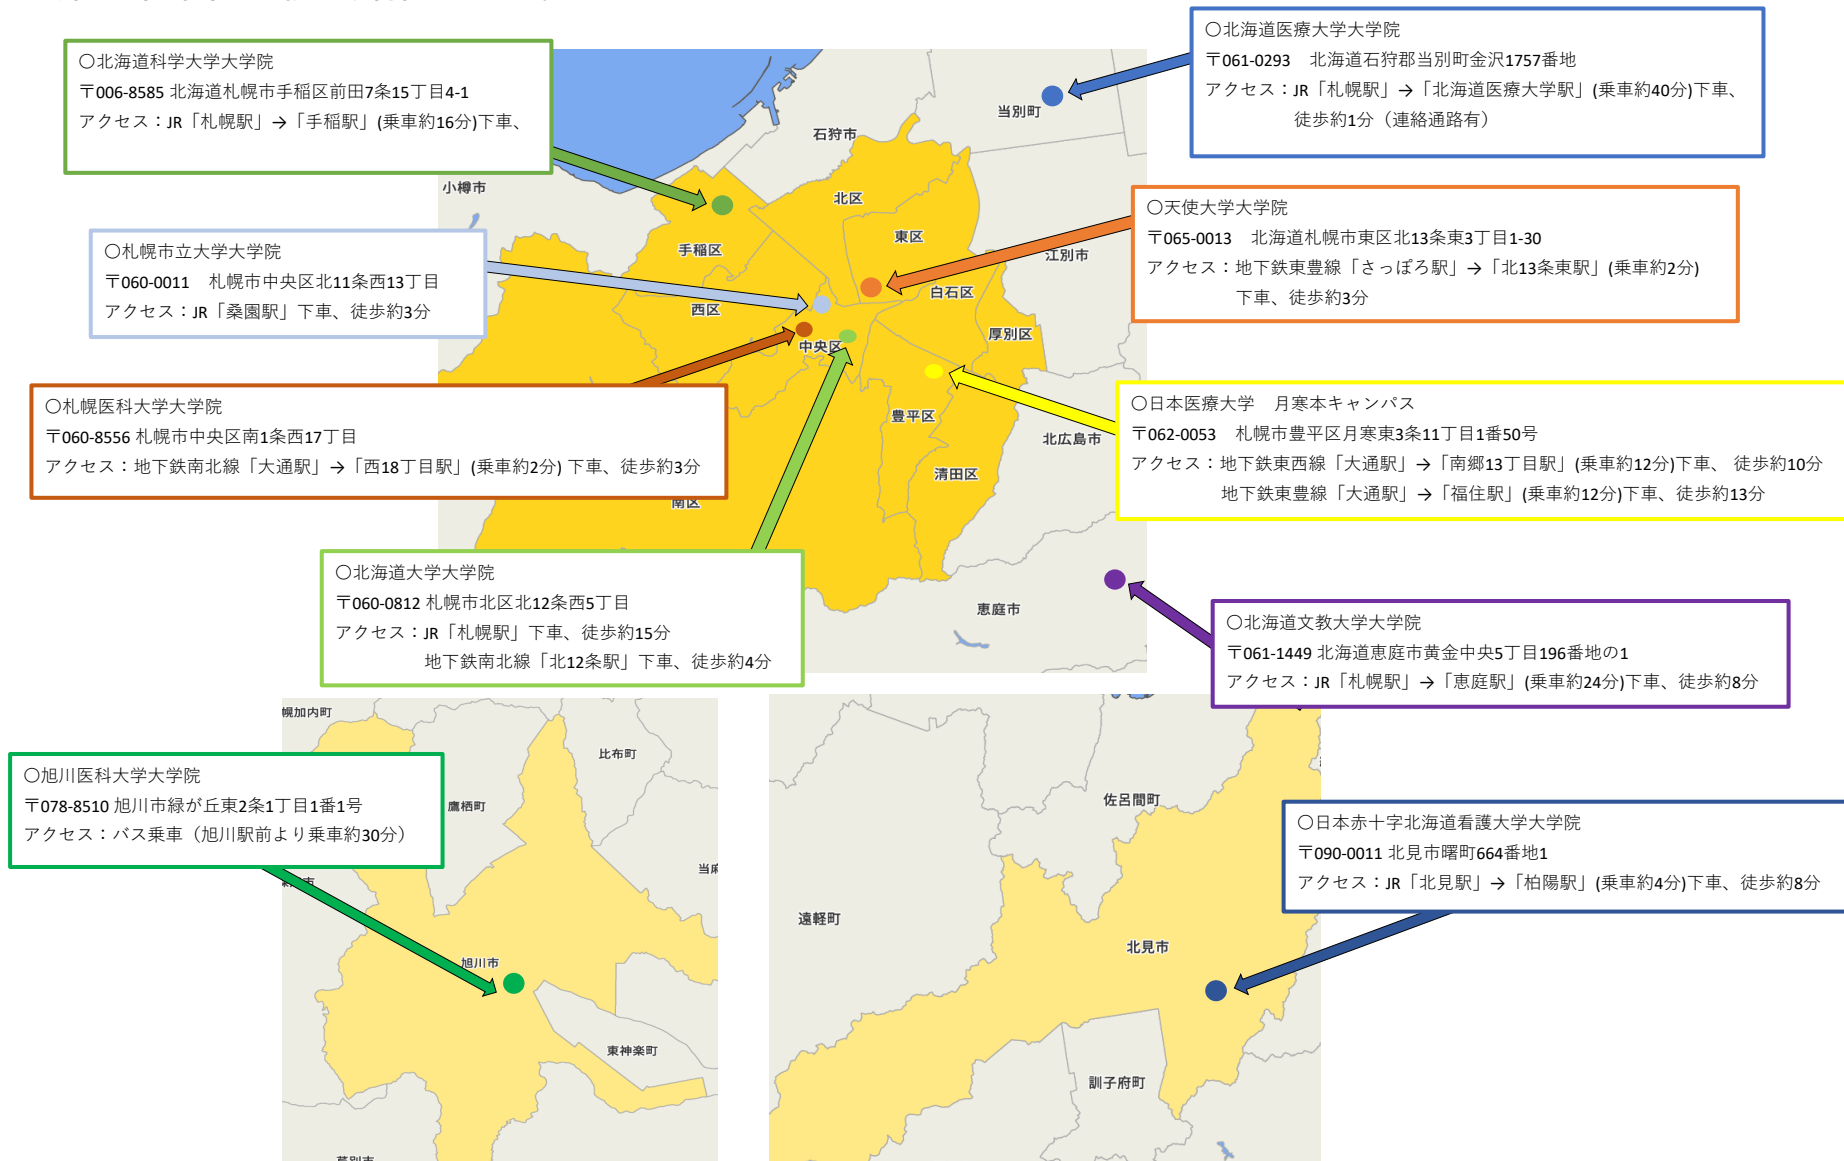 ○北海道科学大学大学院
〒006-8585 北海道札幌市手稲区前田7条15丁目4-1
アクセス：JR「札幌駅」→「手稲駅」(乗車約16分)下車、
○北海道医療大学大学院
〒061-0293　北海道石狩郡当別町金沢1757番地
アクセス：JR「札幌駅」→「北海道医療大学駅」(乗車約40分)下車、
徒歩約1分（連絡通路有）
当別町
石狩市
小樽市
北区
東区
手稲区
江別市
白石区
西区
厚別区
中央区
豊平区
北広島市
清田区
南区
恵庭市
○札幌市立大学大学院
〒060-0011　札幌市中央区北11条西13丁目
アクセス：JR「桑園駅」下車、徒歩約3分
○天使大学大学院
〒065-0013　北海道札幌市東区北13条東3丁目1-30
アクセス：地下鉄東豊線「さっぽろ駅」→「北13条東駅」(乗車約2分)
下車、徒歩約3分
○札幌医科大学大学院
〒060-8556 札幌市中央区南1条西17丁目
アクセス：地下鉄南北線「大通駅」→「西18丁目駅」(乗車約2分) 下車、徒歩約3分
○日本医療大学　月寒本キャンパス
〒062-0053　札幌市豊平区月寒東3条11丁目1番50号
アクセス：地下鉄東西線「大通駅」→「南郷13丁目駅」(乗車約12分)下車、 徒歩約10分
地下鉄東豊線「大通駅」→「福住駅」(乗車約12分)下車、徒歩約13分
○北海道大学大学院
〒060-0812 札幌市北区北12条西5丁目
アクセス：JR「札幌駅」下車、徒歩約15分
地下鉄南北線「北12条駅」下車、徒歩約4分
○北海道文教大学大学院
〒061-1449 北海道恵庭市黄金中央5丁目196番地の1
アクセス：JR「札幌駅」→「恵庭駅」(乗車約24分)下車、徒歩約8分
幌加内町
比布町
鷹栖町
旭川市
東神楽町
○旭川医科大学大学院
〒078-8510 旭川市緑が丘東2条1丁目1番1号
アクセス：バス乗車（旭川駅前より乗車約30分）
佐呂間町
遠軽町
北見市
訓子府町
○日本赤十字北海道看護大学大学院
〒090-0011 北見市曙町664番地1
アクセス：JR「北見駅」→「柏陽駅」(乗車約4分)下車、徒歩約8分